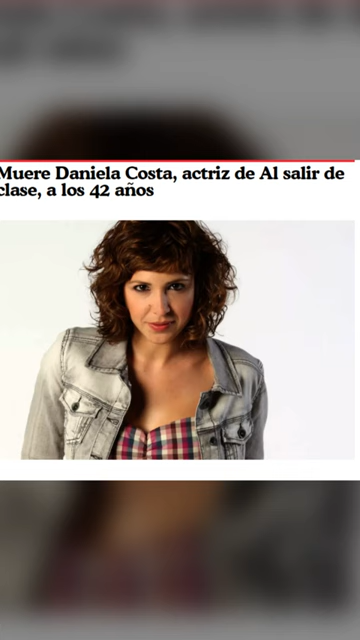 Muere Daniela Costa, actriz de Al salir de
clase, a los 42 años